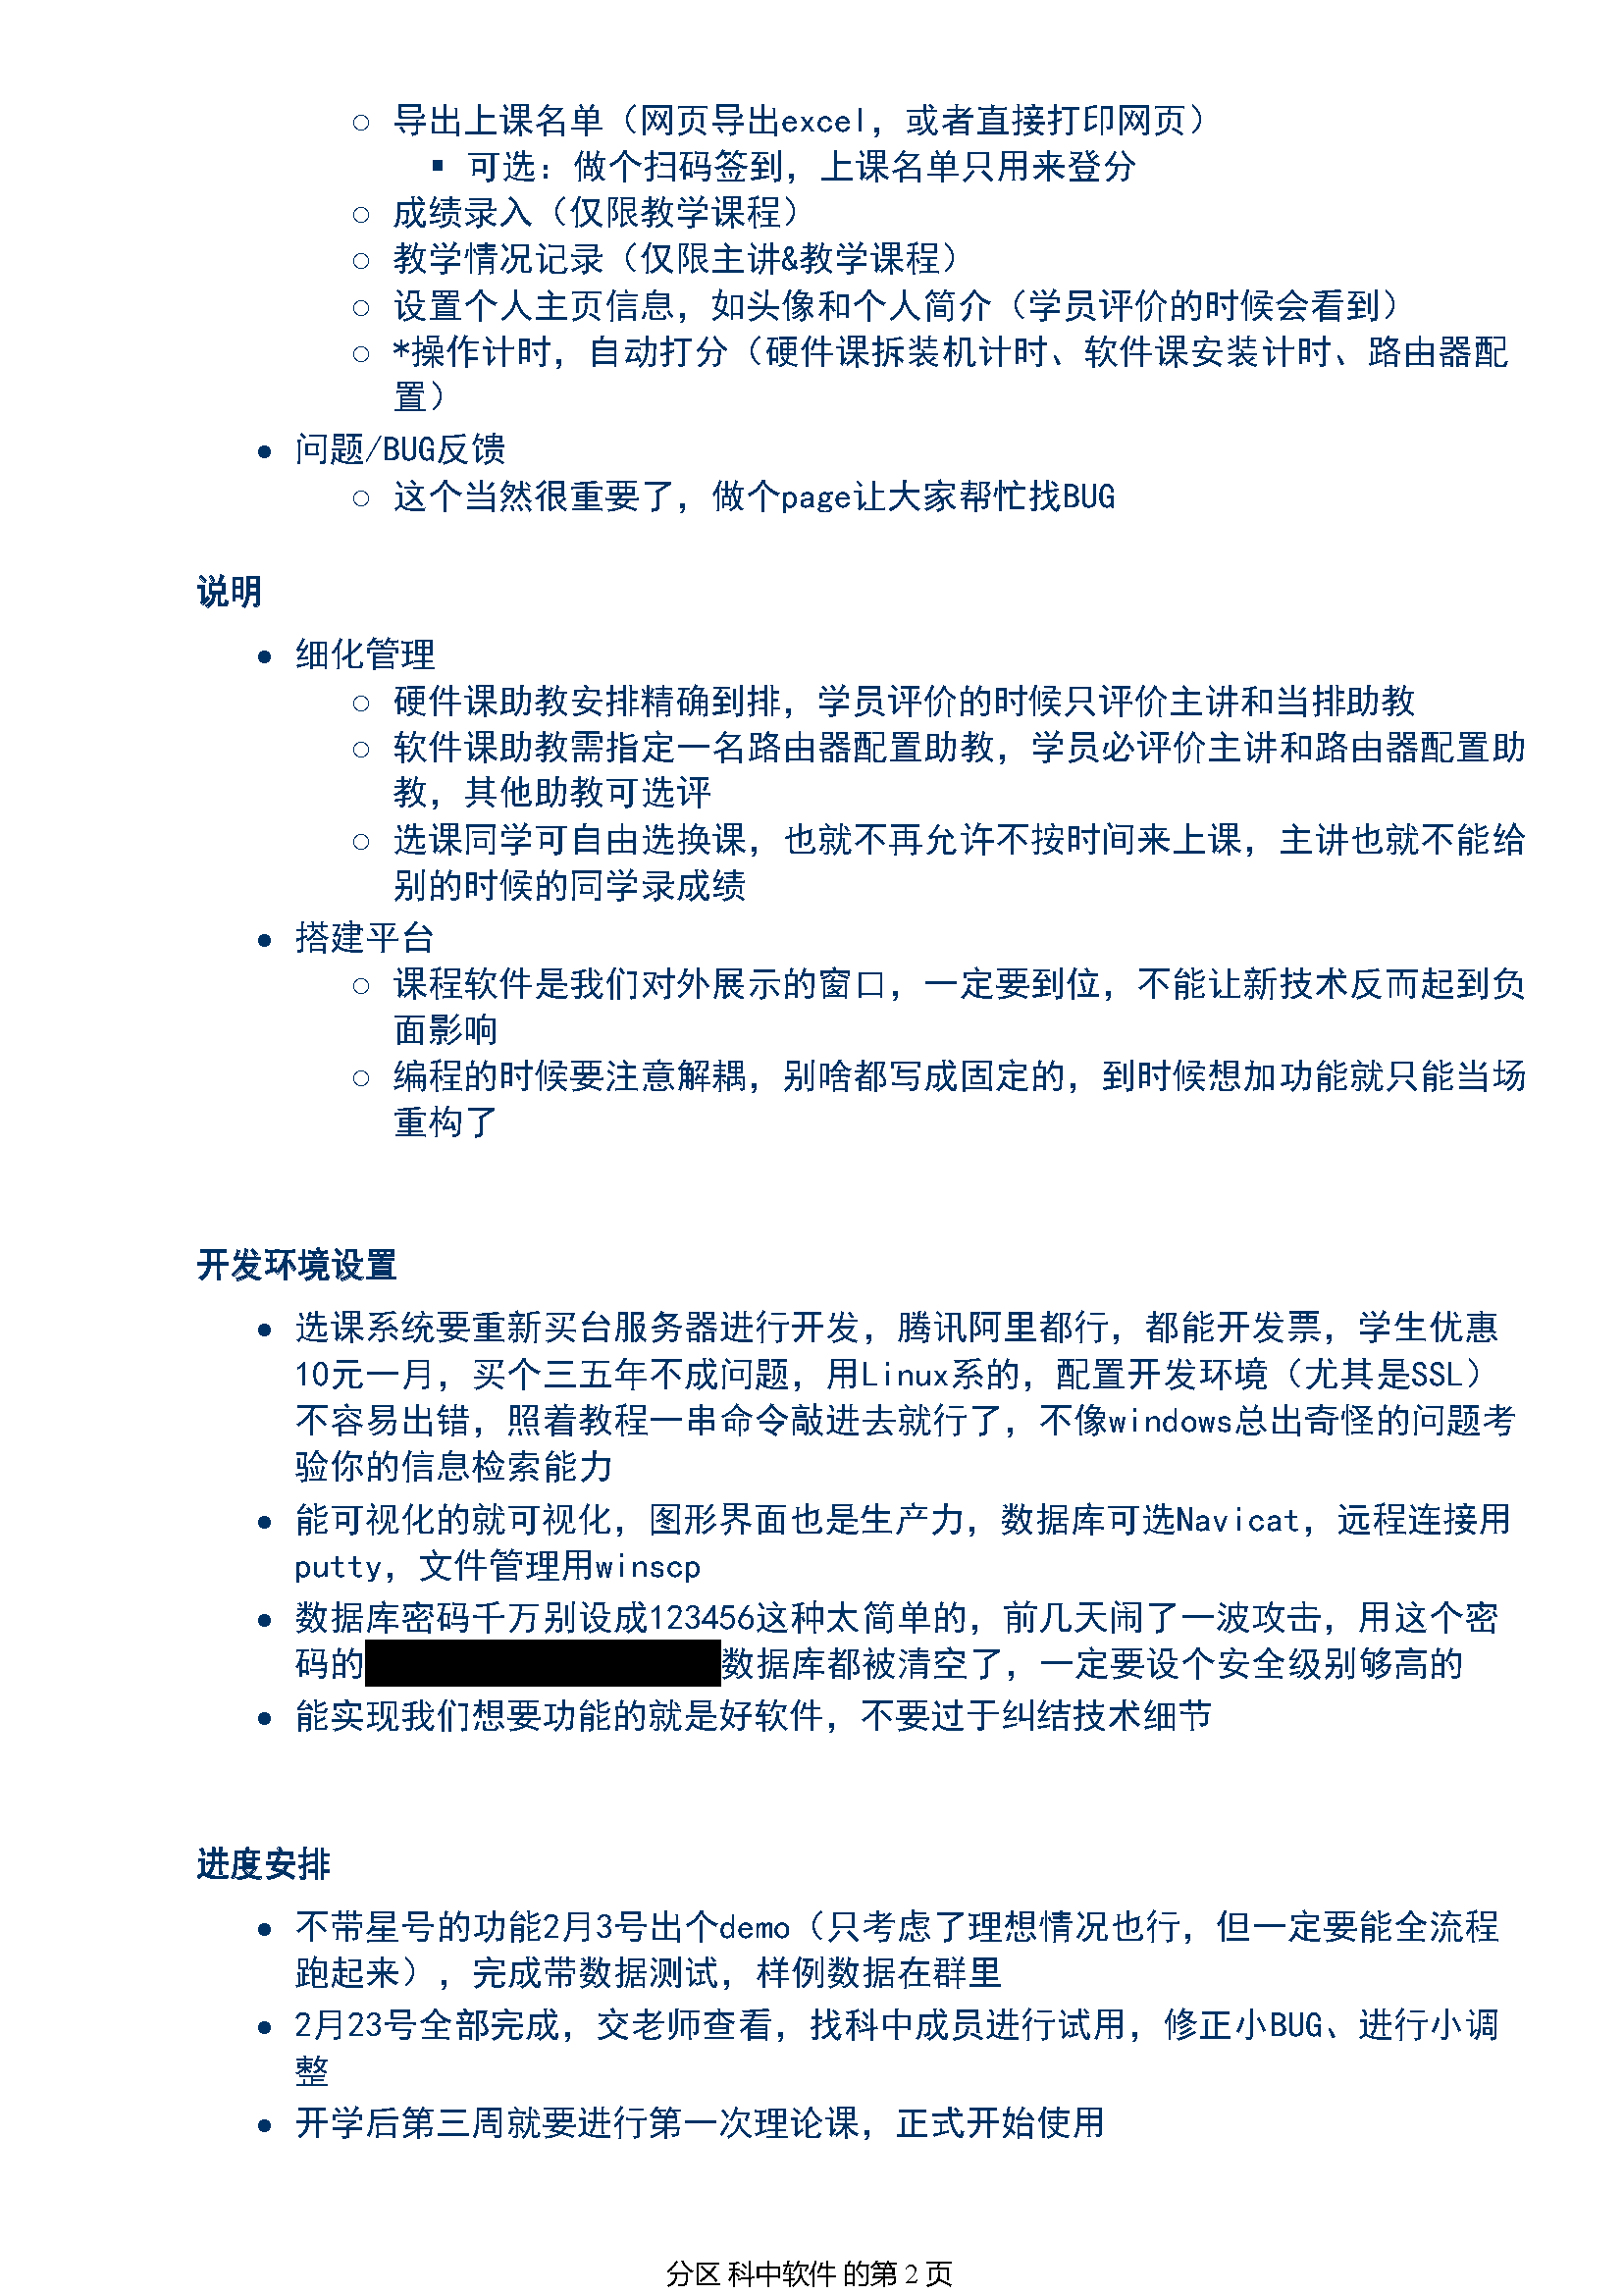 ○ 导出上课名单（网页导出excel，或者直接打印网页）
▪ 可选：做个扫码签到，上课名单只用来登分
○ 成绩录入（仅限教学课程）
○ 教学情况记录（仅限主讲&教学课程）
○ 设置个人主页信息，如头像和个人简介（学员评价的时候会看到）
○ *操作计时，自动打分（硬件课拆装机计时、软件课安装计时、路由器配
置）
● 问题/BUG反馈
○ 这个当然很重要了，做个page让大家帮忙找BUG
说明
● 细化管理
○ 硬件课助教安排精确到排，学员评价的时候只评价主讲和当排助教
○ 软件课助教需指定一名路由器配置助教，学员必评价主讲和路由器配置助
教，其他助教可选评
○ 选课同学可自由选换课，也就不再允许不按时间来上课，主讲也就不能给
别的时候的同学录成绩
● 搭建平台
○ 课程软件是我们对外展示的窗口，一定要到位，不能让新技术反而起到负
面影响
○ 编程的时候要注意解耦，别啥都写成固定的，到时候想加功能就只能当场
重构了
开发环境设置
● 选课系统要重新买台服务器进行开发，腾讯阿里都行，都能开发票，学生优惠
10元一月，买个三五年不成问题，用Linux系的，配置开发环境（尤其是SSL）
不容易出错，照着教程一串命令敲进去就行了，不像windows总出奇怪的问题考
验你的信息检索能力
● 能可视化的就可视化，图形界面也是生产力，数据库可选Navicat，远程连接用
putty，文件管理用winscp
● 数据库密码千万别设成123456这种太简单的，前几天闹了一波攻击，用这个密
码的数据库都被清空了，一定要设个安全级别够高的
● 能实现我们想要功能的就是好软件，不要过于纠结技术细节
进度安排
● 不带星号的功能2月3号出个demo（只考虑了理想情况也行，但一定要能全流程
跑起来），完成带数据测试，样例数据在群里
● 2月23号全部完成，交老师查看，找科中成员进行试用，修正小BUG、进行小调
整
● 开学后第三周就要进行第一次理论课，正式开始使用
分区 科中软件 的第 2 页